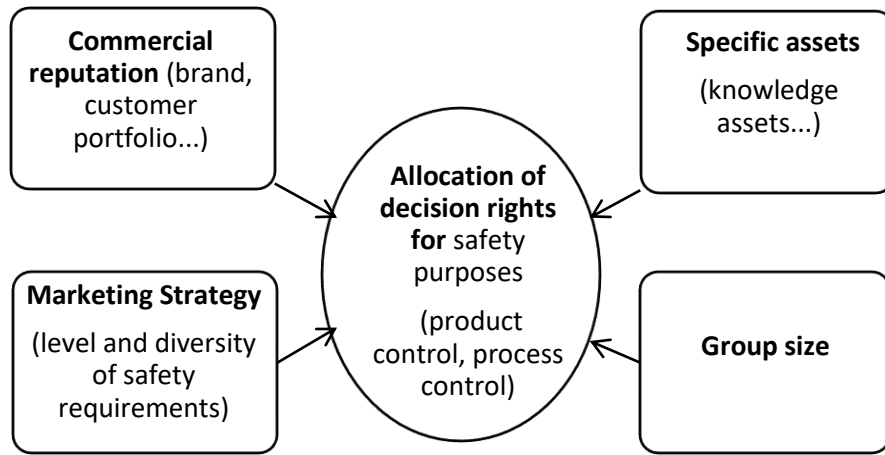 Commercial
reputation (brand,
customer
portfolio...)
Specific assets
(knowledge
assets...)
Allocation of
decision rights
for safety
purposes
(product
control, process
control)
Marketing Strategy
(level and diversity
of safety
requirements)
Group size